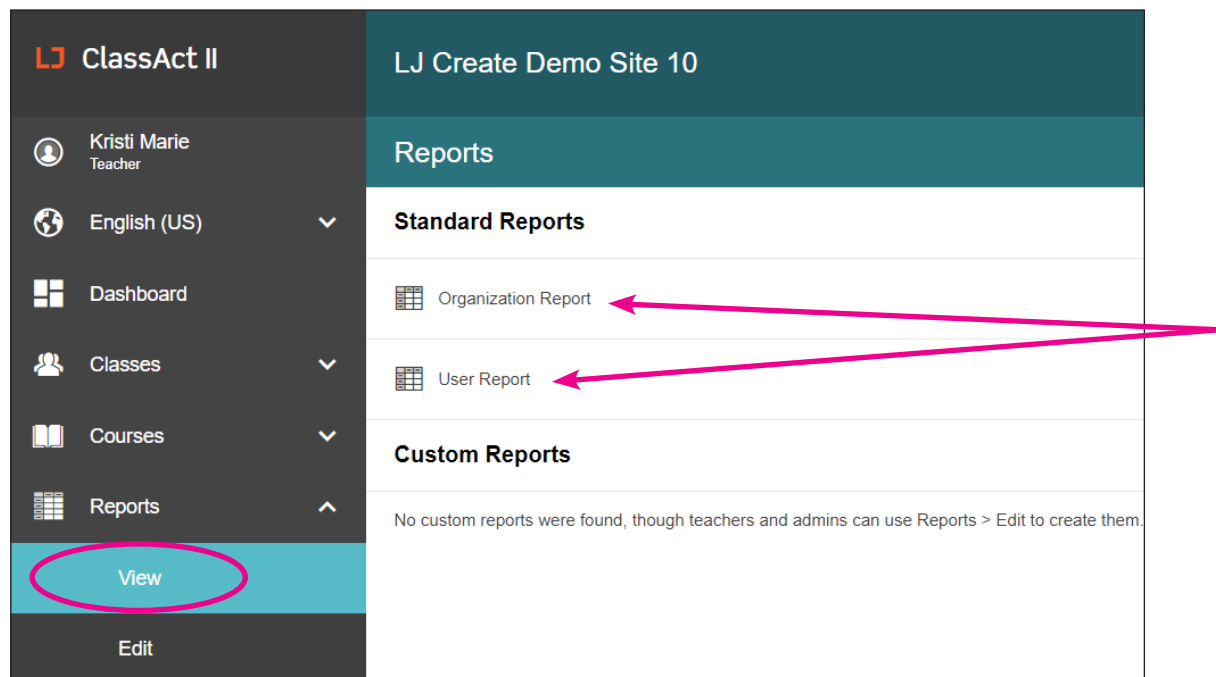 LJ ClassAct II
LJ Create Demo Site 10
Kristi Marie
Teacher
Reports
English (US)
Standard Reports
Dashboard
Organization Report
Classes
User Report
Courses
Custom Reports
Reports
No custom reports were found, though teachers and admins can use Reports > Edit to create them.
View
Edit